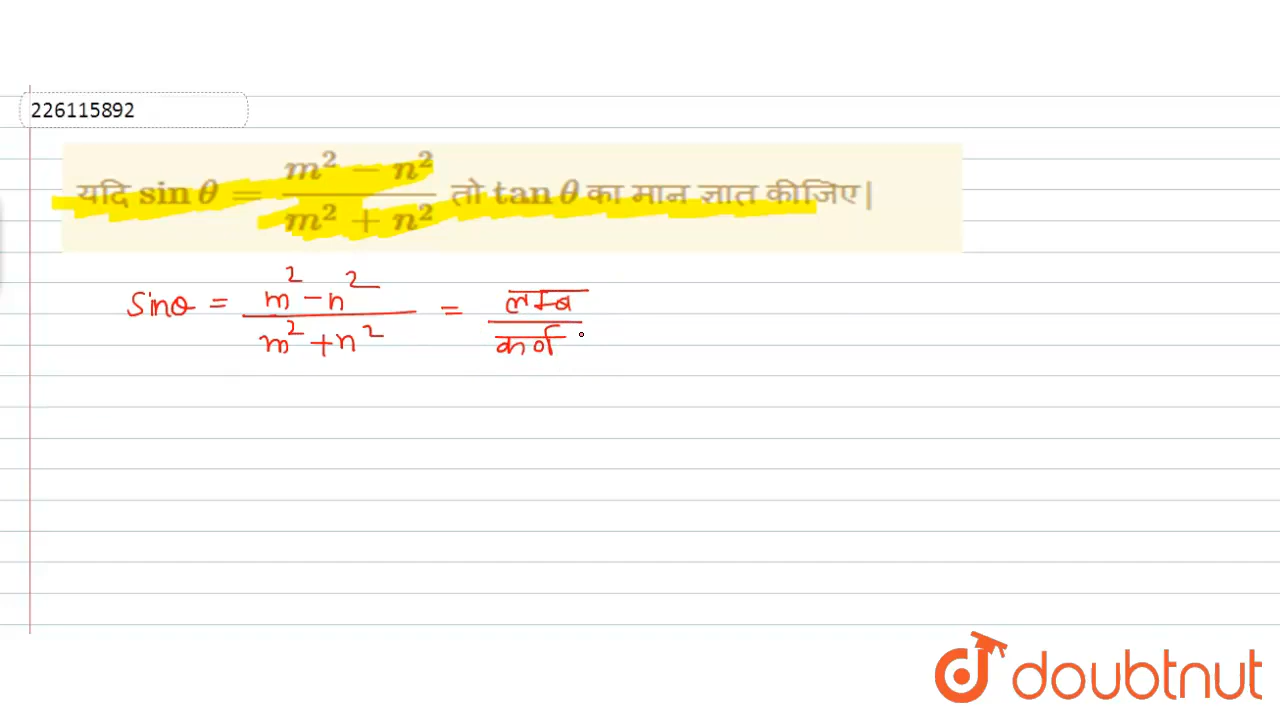 226115892
यदि sin θ = (m² − n²)/(m² + n²) तो tan θ का मान ज्ञात कीजिए|
Sinθ = (m² − n²)/(m² + n²) = लम्ब/कर्ण
doubtnut